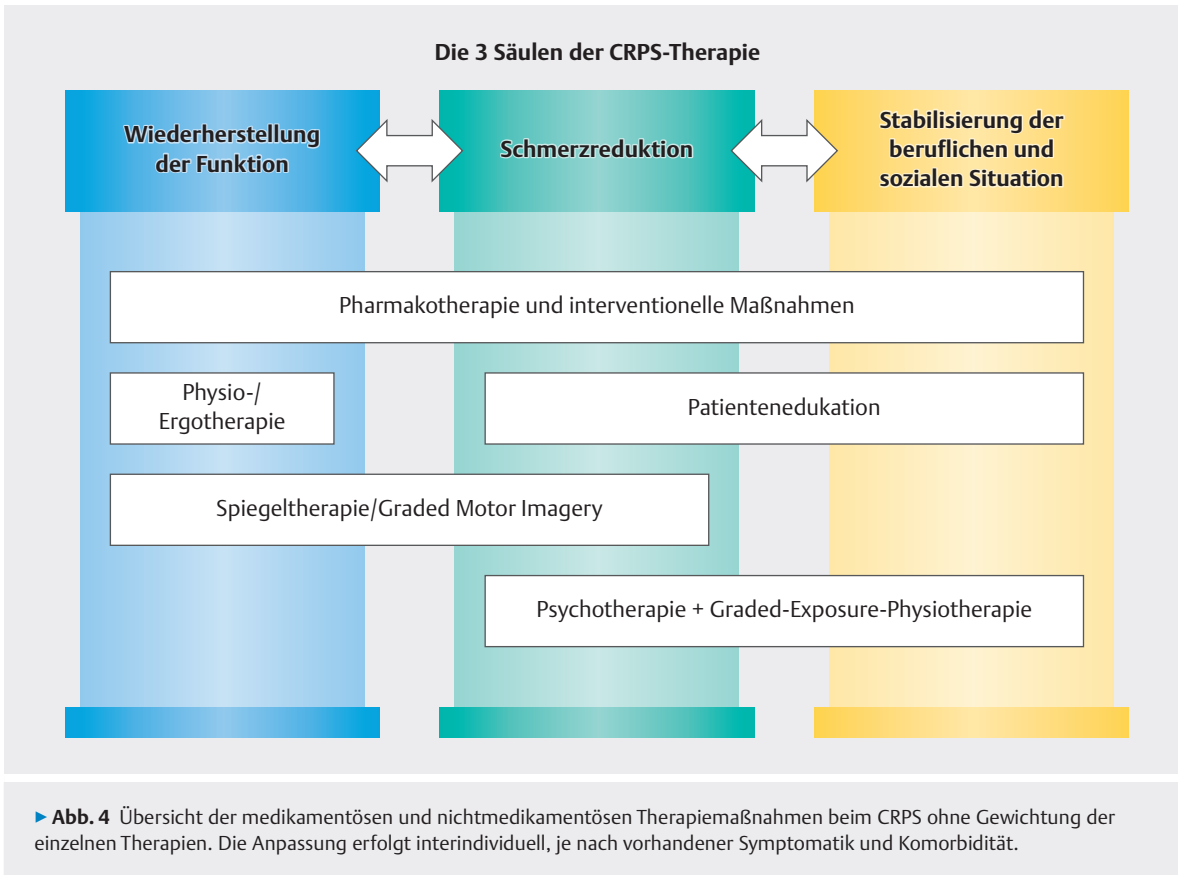 Die 3 Säulen der CRPS-Therapie
Wiederherstellung
der Funktion
Schmerzreduktion
Stabilisierung der
beruflichen und
sozialen Situation
Pharmakotherapie und interventionelle Maßnahmen
Physio-/
Ergotherapie
Patientenedukation
Spiegeltherapie/Graded Motor Imagery
Psychotherapie + Graded-Exposure-Physiotherapie
▶ Abb. 4 Übersicht der medikamentösen und nichtmedikamentösen Therapiemaßnahmen beim CRPS ohne Gewichtung der
einzelnen Therapien. Die Anpassung erfolgt interindividuell, je nach vorhandener Symptomatik und Komorbidität.